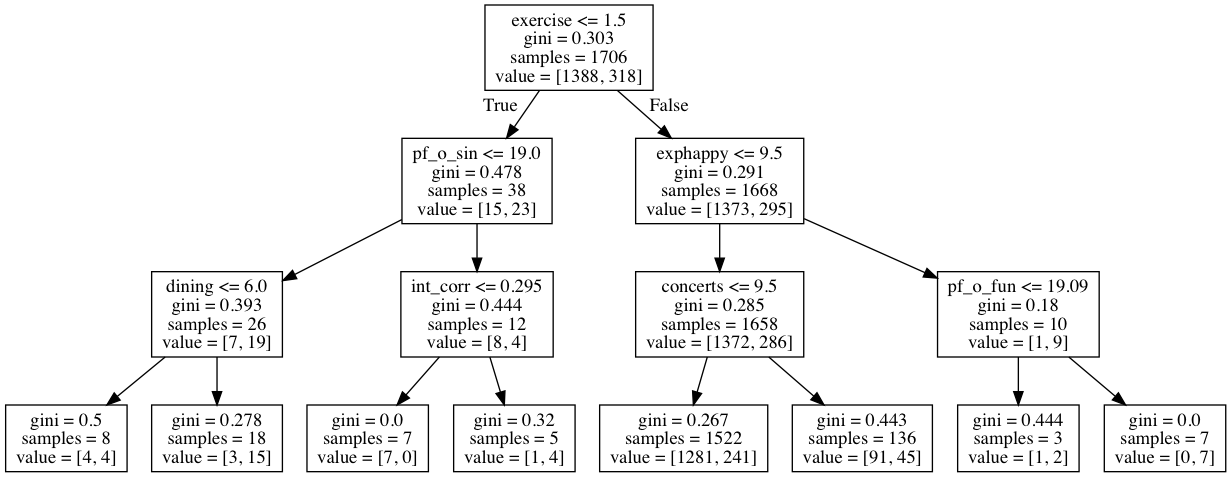 exercise <= 1.5
gini = 0.303
samples = 1706
value = [1388, 318]
True
False
pf_o_sin <= 19.0
gini = 0.478
samples = 38
value = [15, 23]
exphappy <= 9.5
gini = 0.291
samples = 1668
value = [1373, 295]
dining <= 6.0
gini = 0.393
samples = 26
value = [7, 19]
int_corr <= 0.295
gini = 0.444
samples = 12
value = [8, 4]
concerts <= 9.5
gini = 0.285
samples = 1658
value = [1372, 286]
pf_o_fun <= 19.09
gini = 0.18
samples = 10
value = [1, 9]
gini = 0.5
samples = 8
value = [4, 4]
gini = 0.278
samples = 18
value = [3, 15]
gini = 0.0
samples = 7
value = [7, 0]
gini = 0.32
samples = 5
value = [1, 4]
gini = 0.267
samples = 1522
value = [1281, 241]
gini = 0.443
samples = 136
value = [91, 45]
gini = 0.444
samples = 3
value = [1, 2]
gini = 0.0
samples = 7
value = [0, 7]